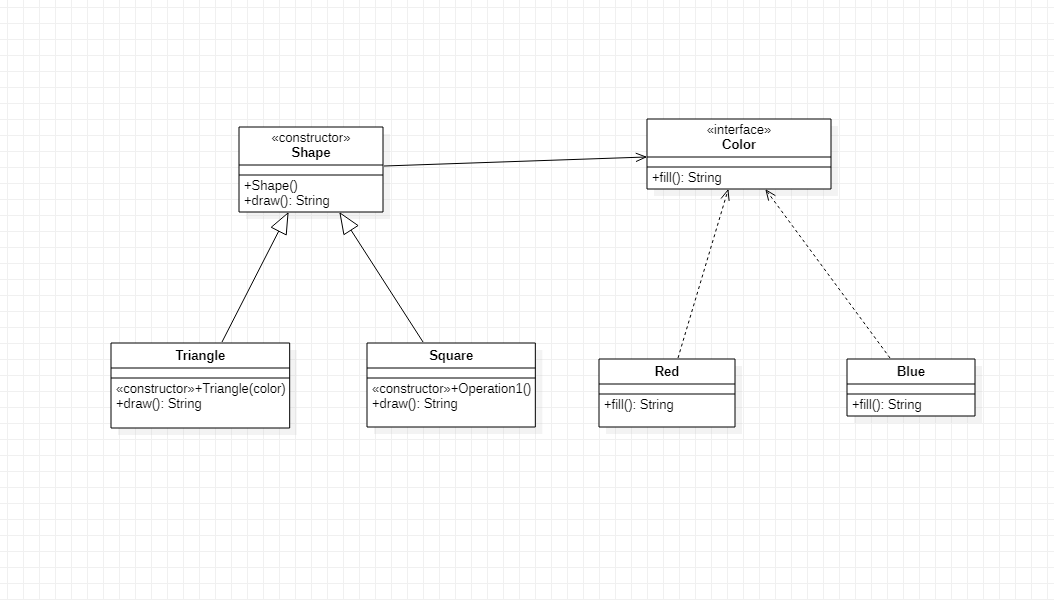 «constructor»
Shape
+Shape()
+draw(): String
«interface»
Color
+fill(): String
Triangle
«constructor»+Triangle(color)
+draw(): String
Square
«constructor»+Operation1()
+draw(): String
Red
+fill(): String
Blue
+fill(): String